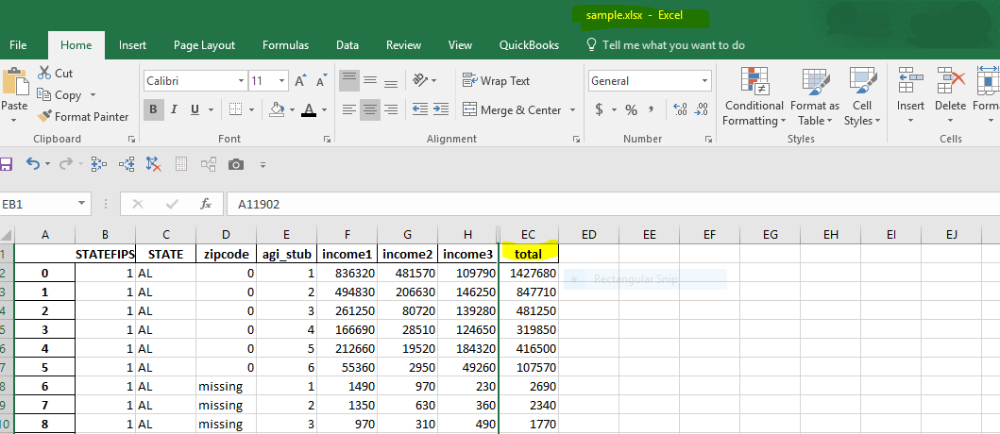 sample.xlsx - Excel
File Home Insert Page Layout Formulas Data Review View QuickBooks Tell me what you want to do
Paste
Cut
Copy
Format Painter
Clipboard
Calibri 11 A A
B I U A
Font
Wrap Text
Merge & Center
Alignment
General
$ % ,
.00 .0
Number
Conditional Formatting
Format as Table
Cell Styles
Styles
Insert Delete Form
Cells
EB1 fx A11902
A B C D E F G H EC ED EE EF EG EH EI EJ
1 STATEFIPS STATE zipcode agi_stub income1 income2 income3 total
2 0 1 AL 0 1 836320 481570 109790 1427680
Rectangular Snip
3 1 1 AL 0 2 494830 206630 146250 847710
4 2 1 AL 0 3 261250 80720 139280 481250
5 3 1 AL 0 4 166690 28510 124650 319850
6 4 1 AL 0 5 212660 19520 184320 416500
7 5 1 AL 0 6 55360 2950 49260 107570
8 6 1 AL missing 1 1490 970 230 2690
9 7 1 AL missing 2 1350 630 360 2340
10 8 1 AL missing 3 970 310 490 1770